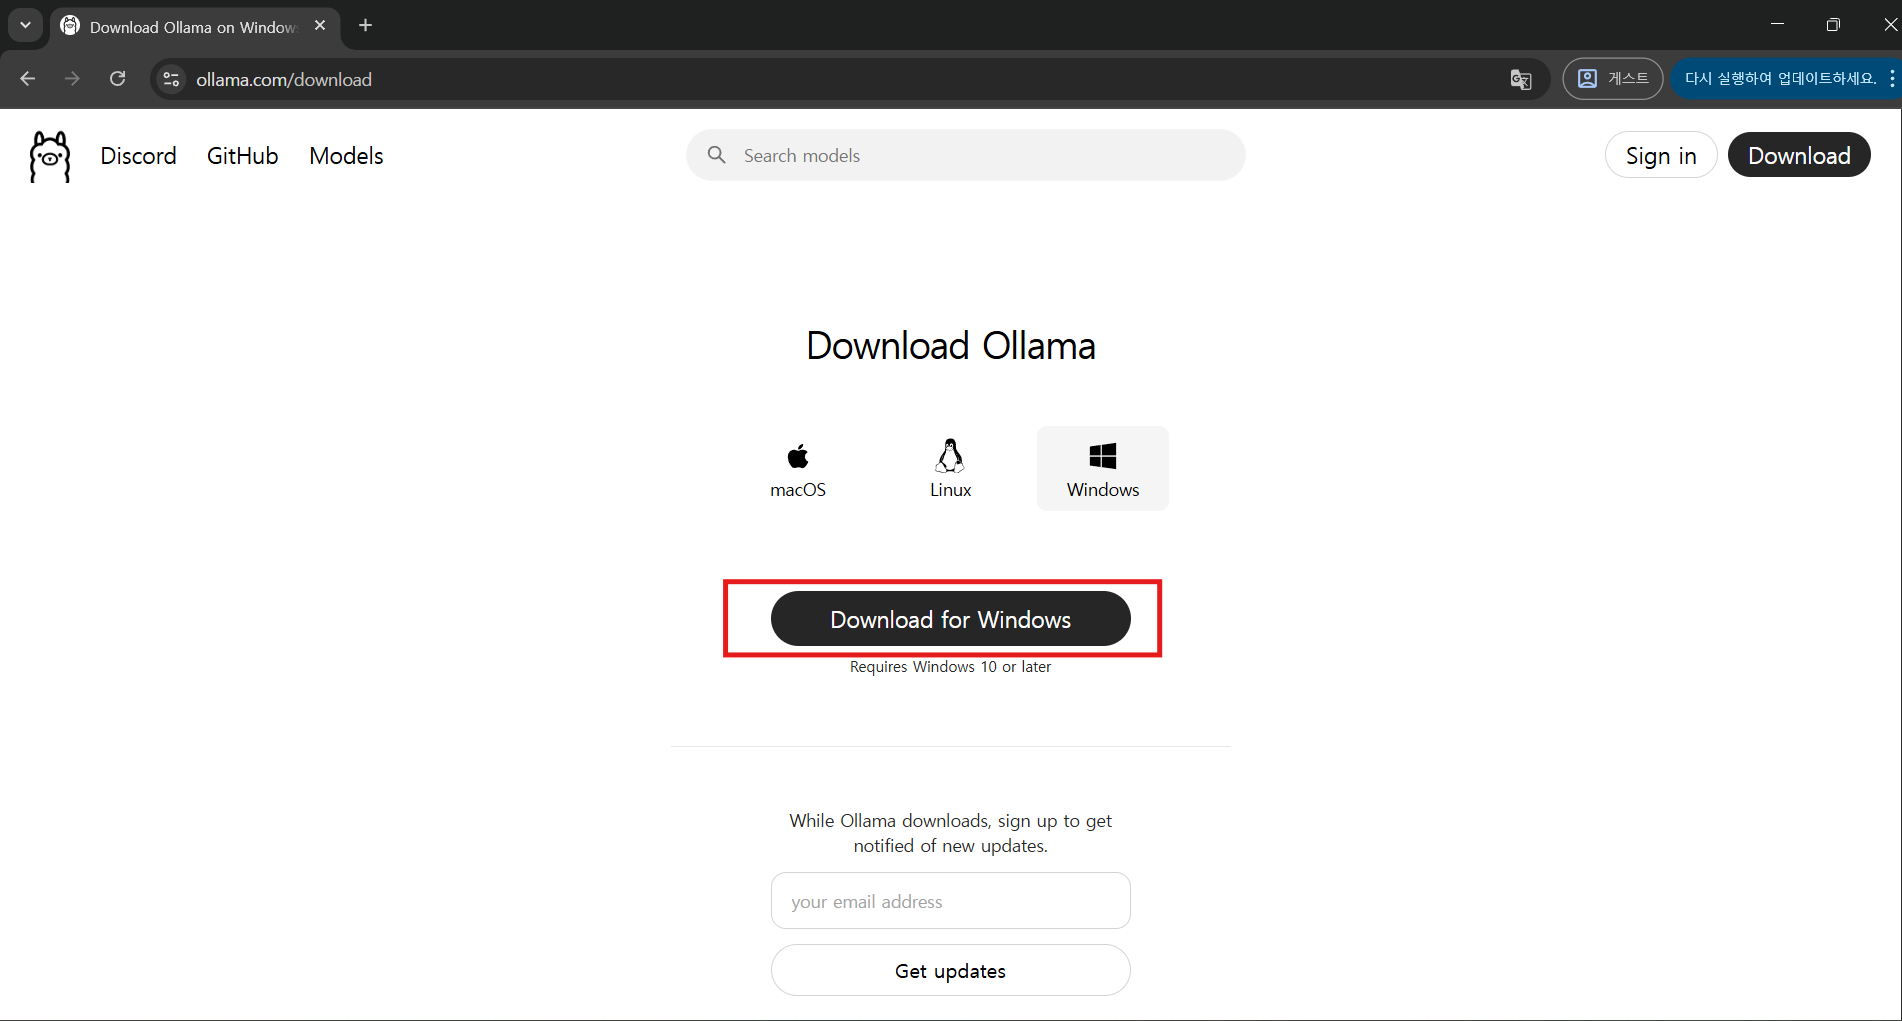 Download Ollama on Window
ollama.com/download
게스트
다시 실행하여 업데이트하세요.
Discord
GitHub
Models
Search models
Sign in
Download
Download Ollama
macOS
Linux
Windows
Download for Windows
Requires Windows 10 or later
While Ollama downloads, sign up to get
notified of new updates.
your email address
Get updates